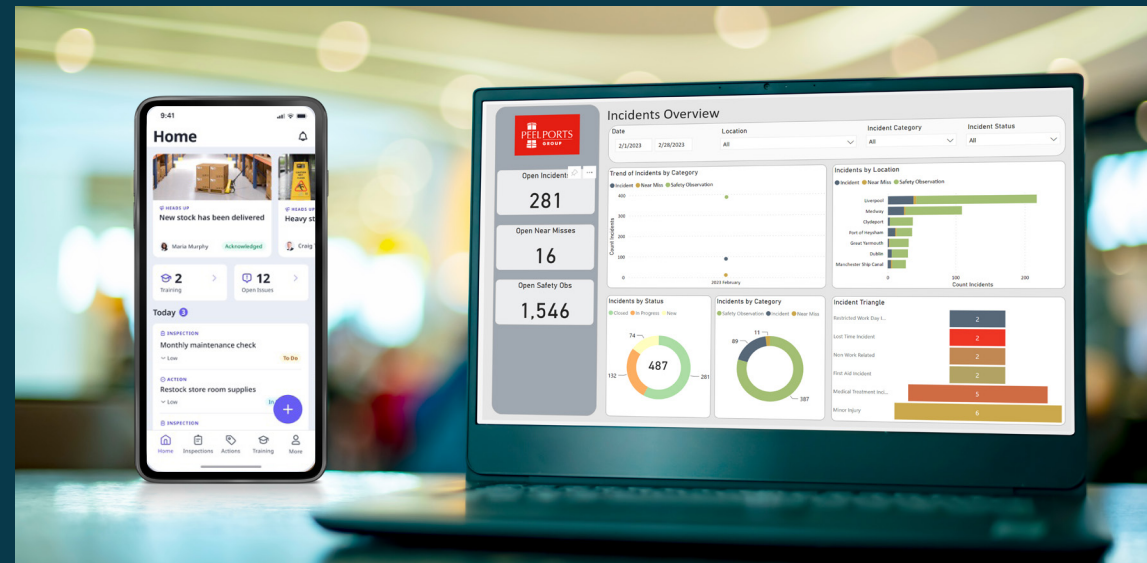 9:41
Home
HEADS UP
New stock has been delivered
Maria Murphy
Acknowledged
HEADS UP
Heavy st
Craig
2
Training
12
Open Issues
Today 3
INSPECTION
Monthly maintenance check
Low
To Do
ACTION
Restock store room supplies
Low
In
+
INSPECTION
Home Inspections Actions Training More
PEEL PORTS
GROUP
Open Incident
281
Open Near Misses
16
Open Safety Obs
1,546
Incidents Overview
Date
2/1/2023 2/28/2023
Location
All
Incident Category
All
Incident Status
All
Trend of Incidents by Category
Incident Near Miss Safety Observation
Count Incidents
400
300
200
100
0
2023 February
Incidents by Location
Incident Near Miss Safety Observation
Liverpool
Medway
Clydeport
Port of Heysham
Great Yarmouth
Dublin
Manchester Ship Canal
0 100 200
Count Incidents
Incidents by Status
Closed In Progress New
74
132
487
281
Incidents by Category
Safety Observation Incident Near Miss
11
89
387
Incident Triangle
Restricted Work Day I...
2
Lost Time Incident
2
Non-Work Related
2
First Aid Incident
2
Medical Treatment Inci...
5
Minor Injury
6